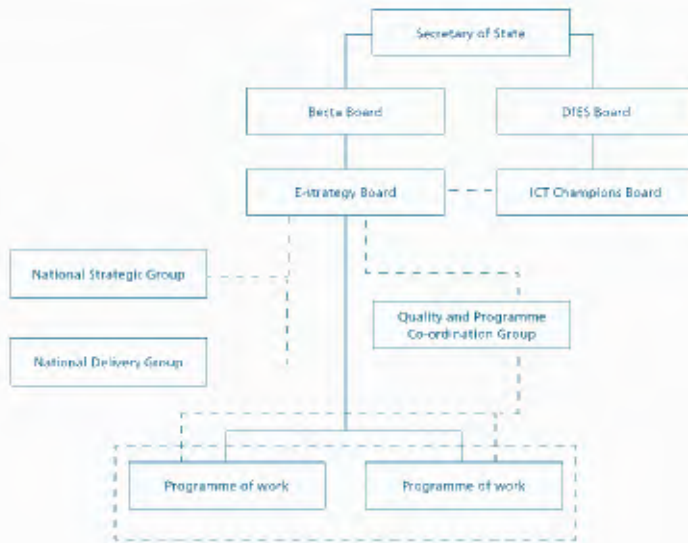 Secretary of State
Becta Board
DfES Board
E-strategy Board
ICT Champions Board
National Strategic Group
Quality and Programme
Co-ordination Group
National Delivery Group
Programme of work
Programme of work